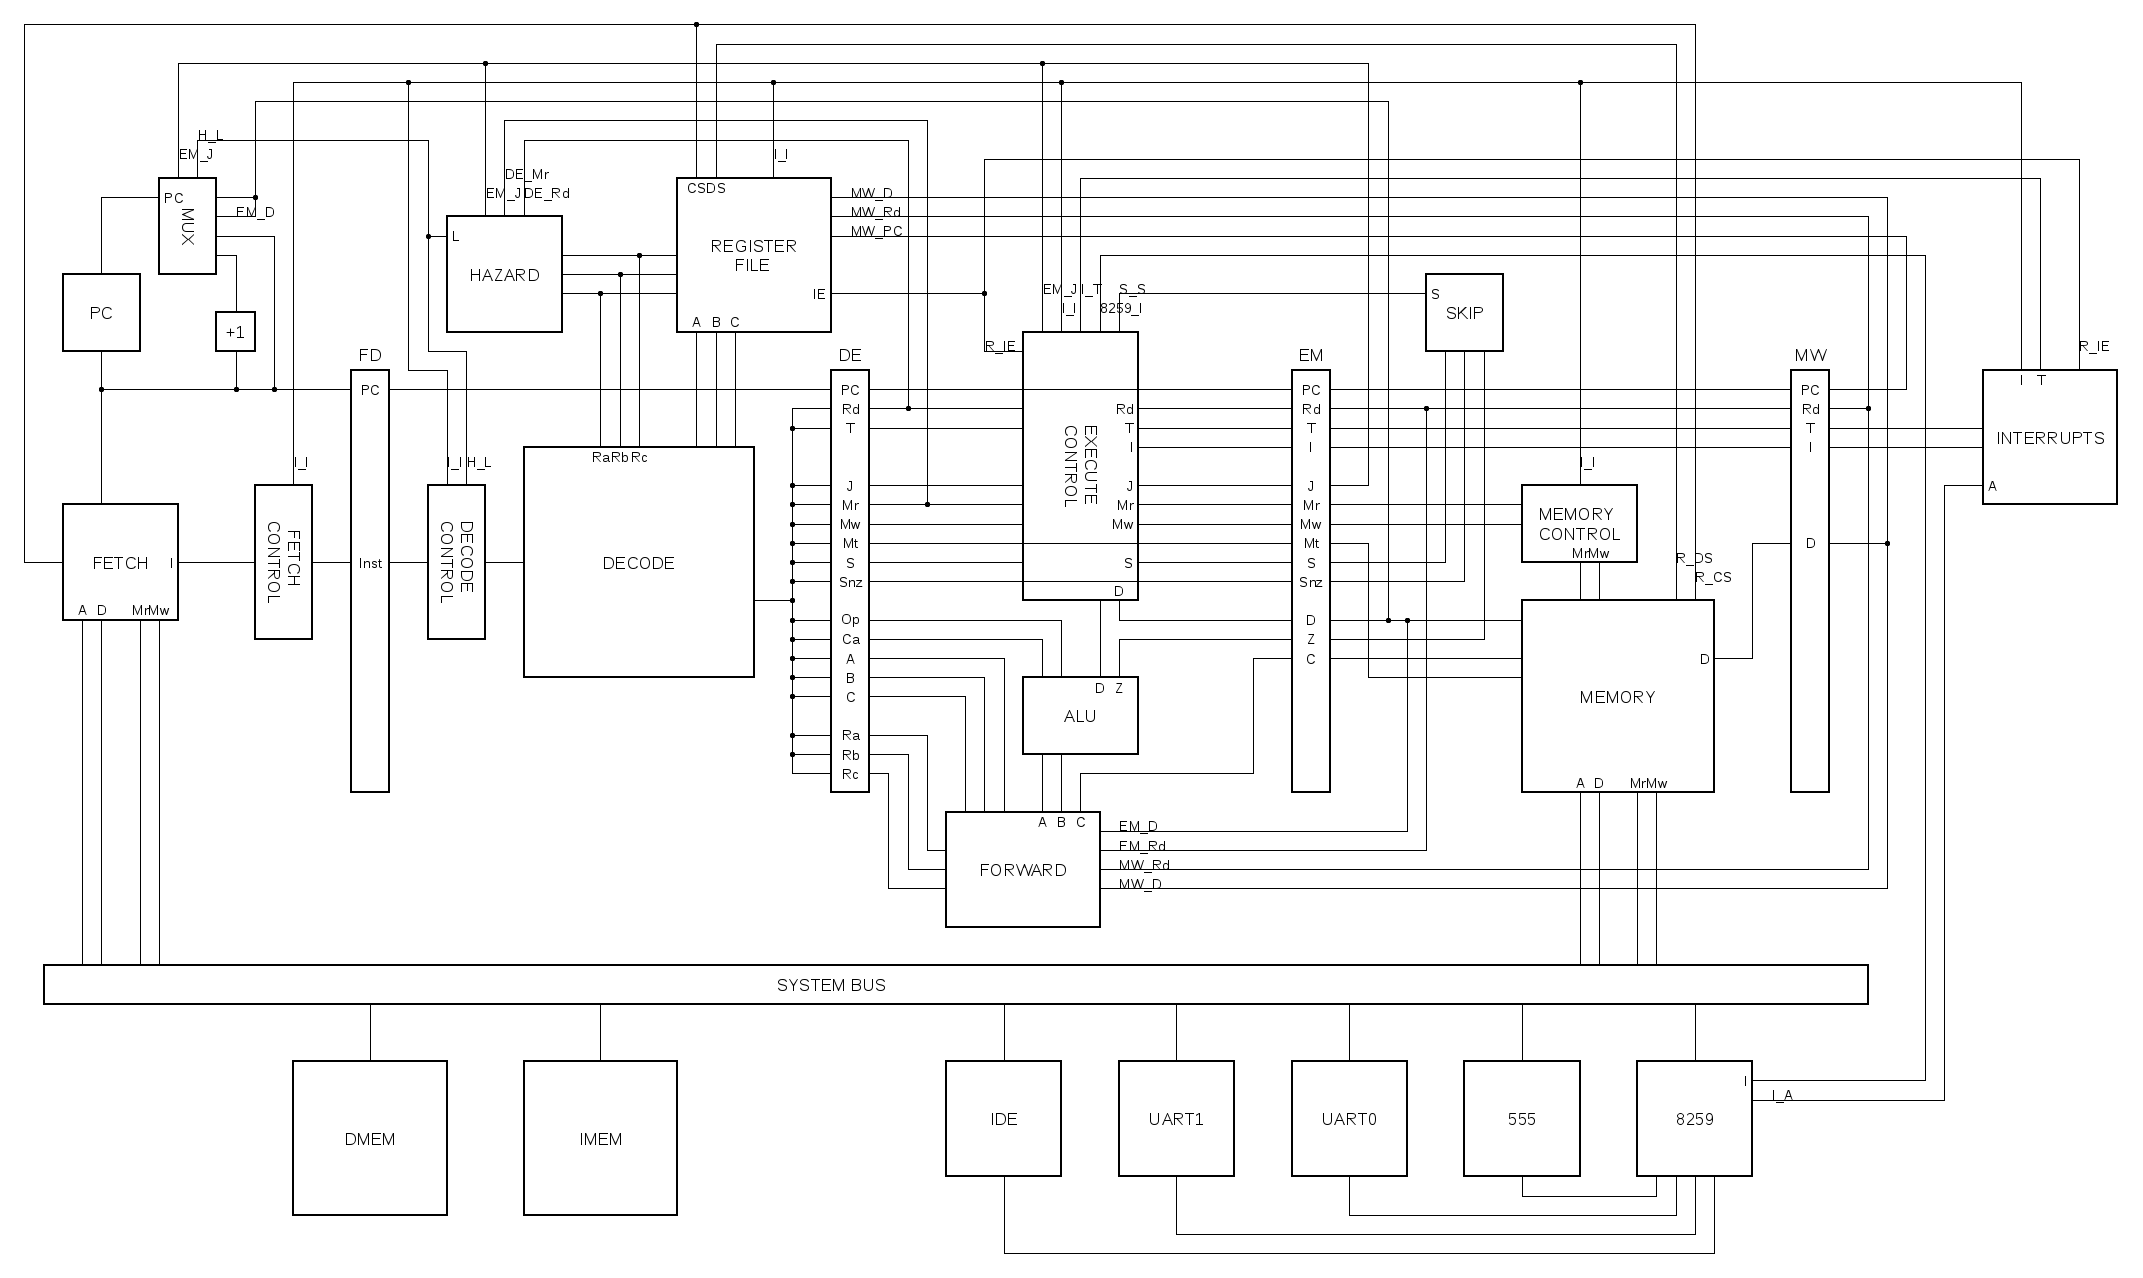 H_L
EM_J
I_I
DE_Mr
EM_J DE_Rd
CSDS
MW_D
PC
MUX
EM_D
MW_Rd
MW_PC
L
REGISTER
FILE
HAZARD
IE
EM_J I_T S_S
I_I 8259_I
S
SKIP
PC
+1
A B C
R_IE
R_IE
FD
DE
EM
MW
I T
PC
PC
PC
PC
Rd
Rd
Rd
Rd
T
T
T
T
I
I
I
INTERRUPTS
EXECUTE
CONTROL
RaRbRc
I_I
I_I H_L
I_I
J
J
J
A
Mr
Mr
Mr
Mw
Mw
Mw
MEMORY
CONTROL
MrMw
Mt
Mt
D
FETCH
I
FETCH
CONTROL
Inst
DECODE
CONTROL
DECODE
S
S
S
R_DS
R_CS
Snz
Snz
D
A D MrMw
Op
D
Ca
Z
A
C
D
B
C
D Z
ALU
MEMORY
Ra
Rb
Rc
A D MrMw
A B C
EM_D
EM_Rd
MW_Rd
MW_D
FORWARD
SYSTEM BUS
I
I_A
DMEM
IMEM
IDE
UART1
UART0
555
8259